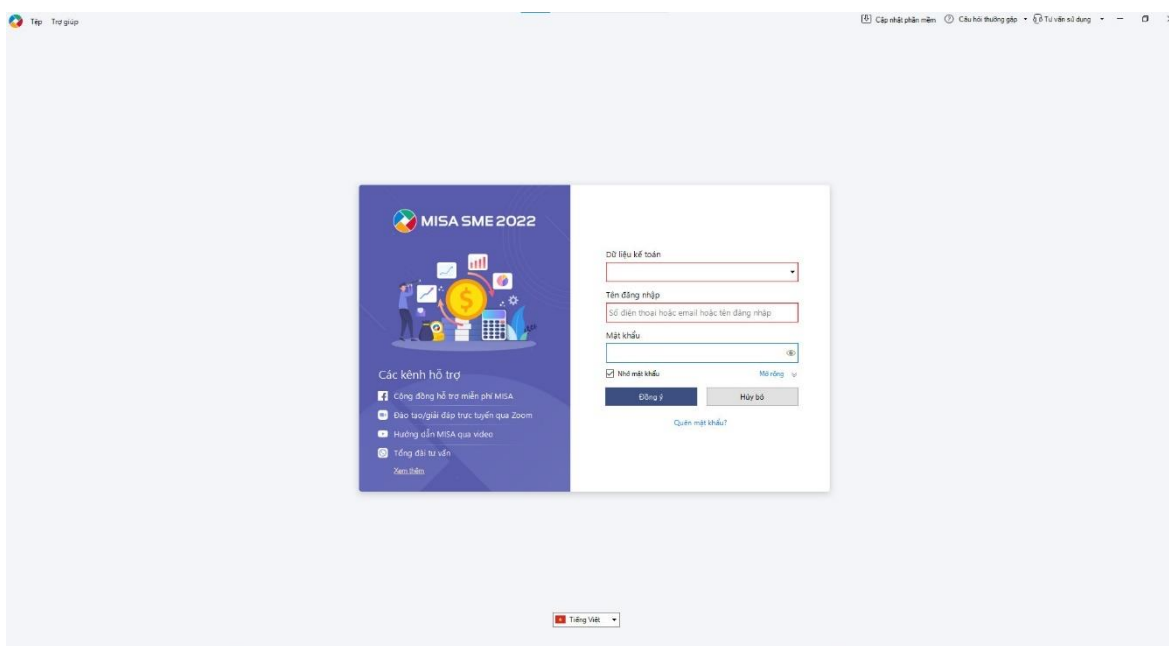 Tệp Trợ giúp
Cập nhật phần mềm Câu hỏi thường gặp Tư vấn sử dụng
MISA SME 2022
Các kênh hỗ trợ
Cộng đồng hỗ trợ miễn phí MISA
Đào tạo/giải đáp trực tuyến qua Zoom
Hướng dẫn MISA qua video
Tổng đài tư vấn
Xem thêm
Dữ liệu kế toán
Tên đăng nhập
Số điện thoại hoặc email hoặc tên đăng nhập
Mật khẩu
Nhớ mật khẩu Mở rộng
Đồng ý Hủy bỏ
Quên mật khẩu?
Tiếng Việt